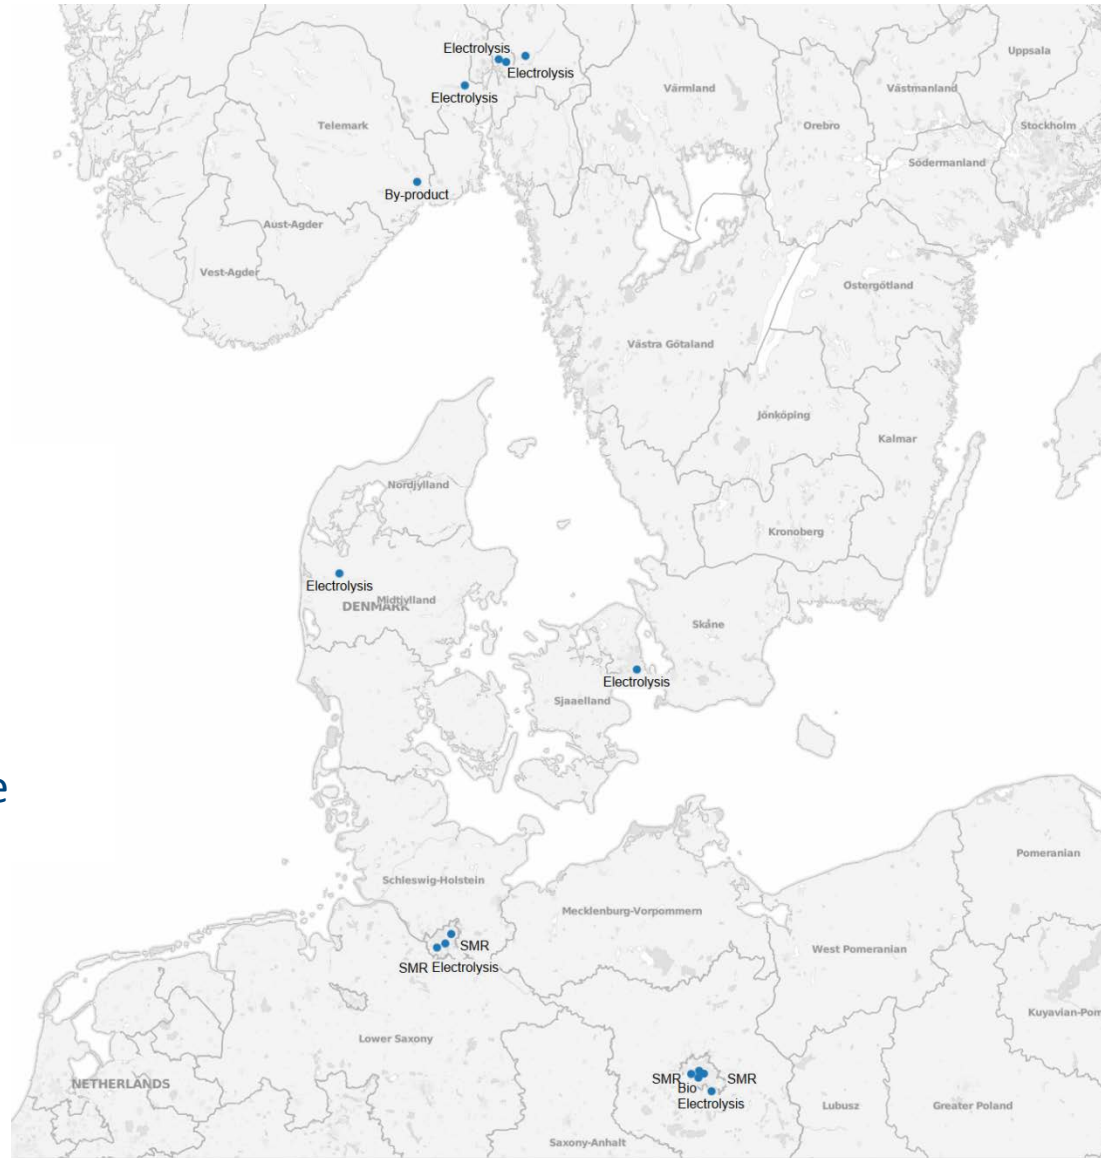 Electrolysis
Uppsala
Electrolysis
Värmland
Västmanland
Electrolysis
Telemark
Orebro
Stockholm
Södermanland
By-product
Aust-Agder
Vest-Agder
Ostergötland
Västra Götaland
Jönköping
Kalmar
Nordjylland
Kronoberg
Electrolysis
Midtjylland
DENMARK
Skåne
Electrolysis
Sjaaelland
e
Pomeranian
Schleswig-Holstein
Mecklenburg-Vorpommern
SMR
West Pomeranian
SMR Electrolysis
Kuyavian-Pom
Lower Saxony
SMR
SMR
NETHERLANDS
Bio
Electrolysis
Lubusz
Greater Poland
Saxony-Anhalt